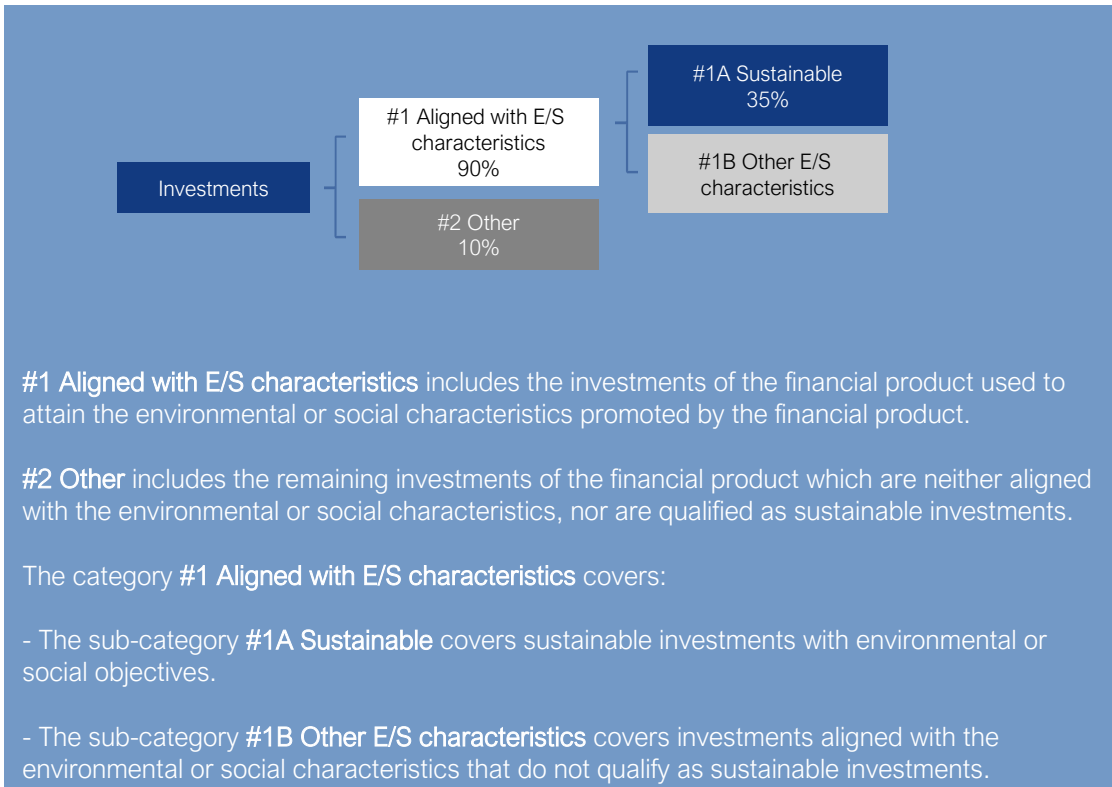 #1A Sustainable
35%
#1 Aligned with E/S
characteristics
90%
#1B Other E/S
characteristics
Investments
#2 Other
10%
#1 Aligned with E/S characteristics includes the investments of the financial product used to
attain the environmental or social characteristics promoted by the financial product.
#2 Other includes the remaining investments of the financial product which are neither aligned
with the environmental or social characteristics, nor are qualified as sustainable investments.
The category #1 Aligned with E/S characteristics covers:
- The sub-category #1A Sustainable covers sustainable investments with environmental or
social objectives.
- The sub-category #1B Other E/S characteristics covers investments aligned with the
environmental or social characteristics that do not qualify as sustainable investments.